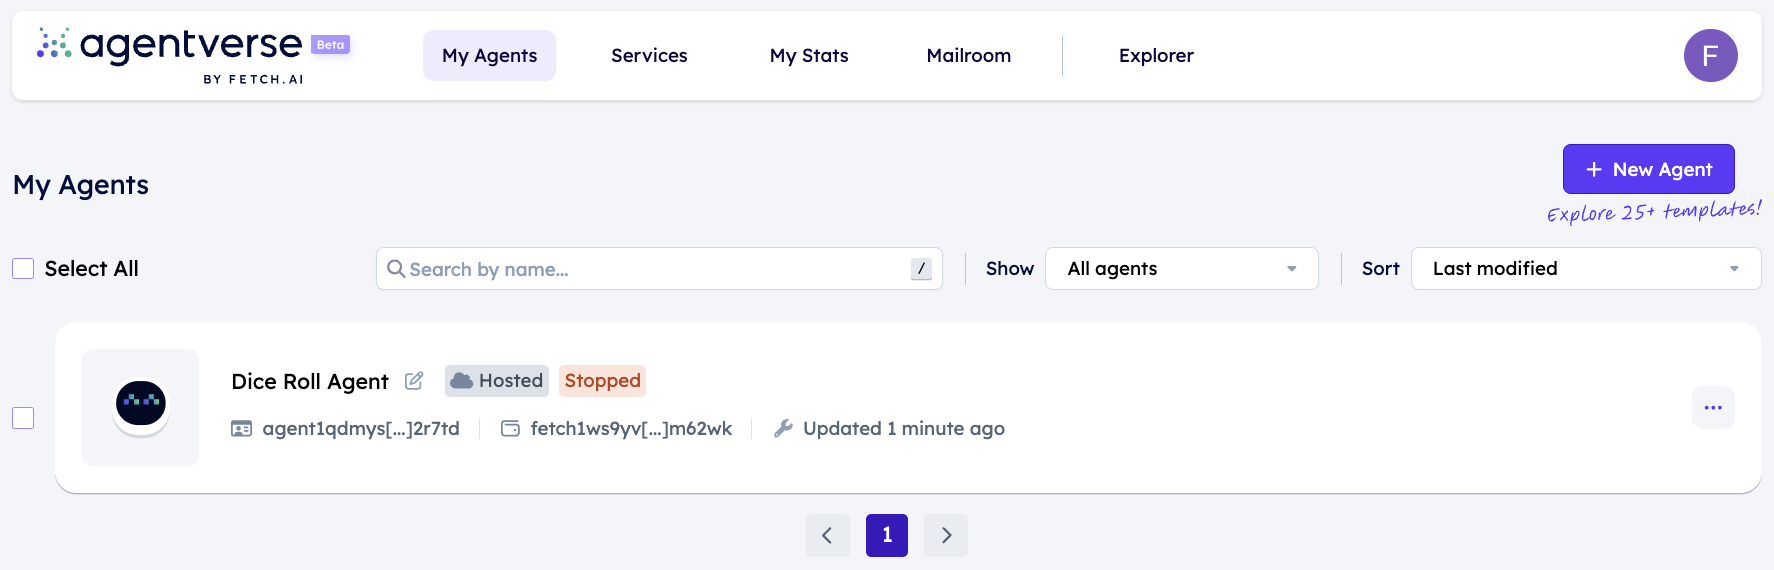 agentverse Beta
BY FETCH.AI
My Agents Services My Stats Mailroom Explorer F
My Agents
+ New Agent
Explore 25+ templates!
Select All Search by name... / Show All agents Sort Last modified
Dice Roll Agent Hosted Stopped
agent1qdmys[...]2r7td fetch1ws9yv[...]m62wk Updated 1 minute ago
1